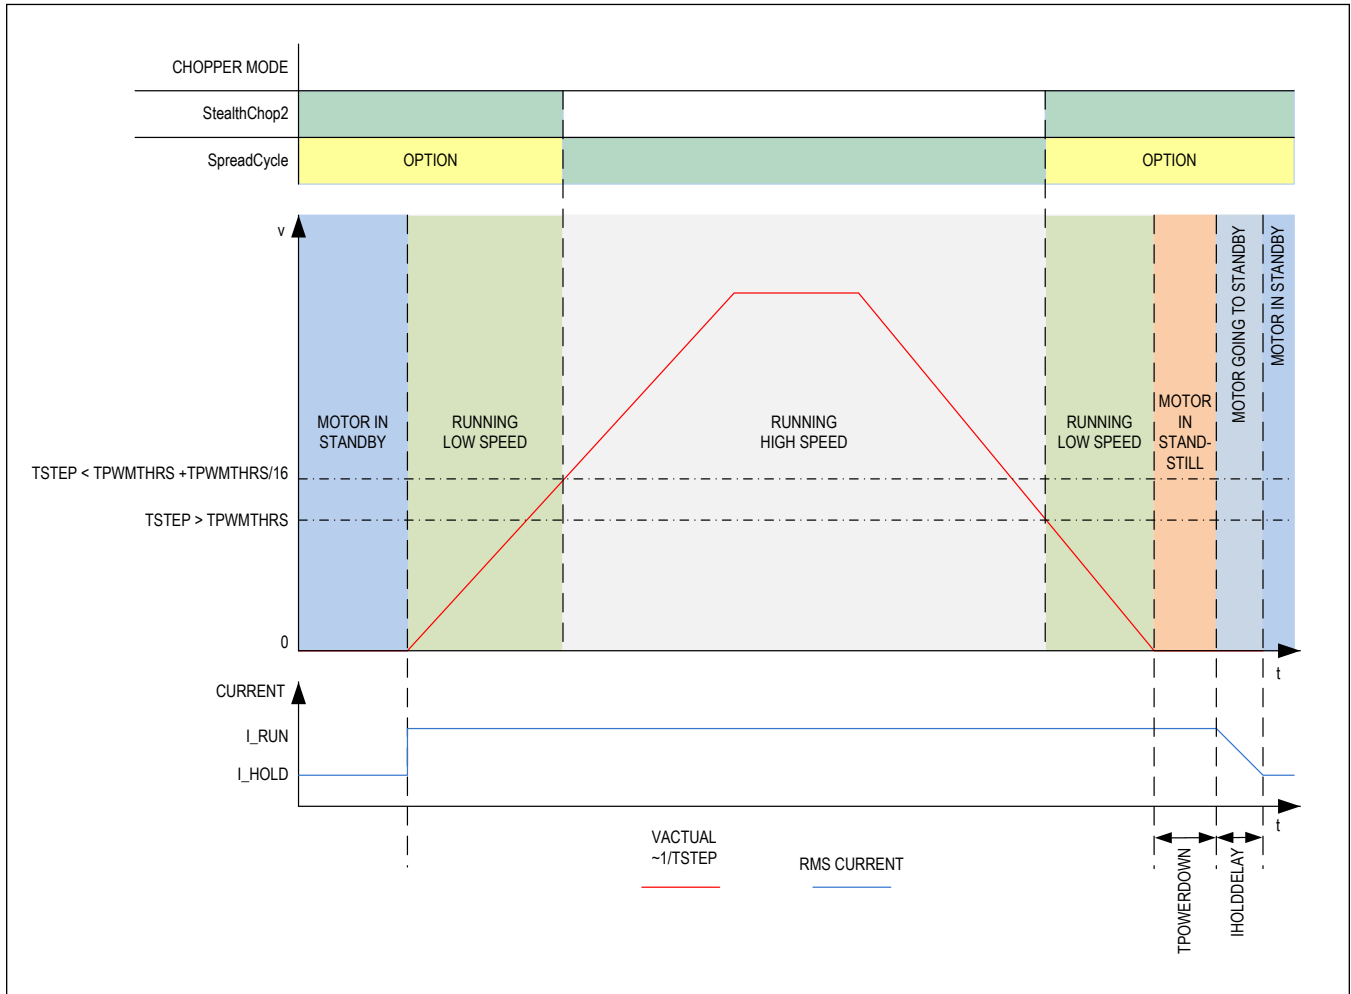 CHOPPER MODE
StealthChop2
SpreadCycle
OPTION
OPTION
v
MOTOR IN
STANDBY
RUNNING
LOW SPEED
RUNNING
HIGH SPEED
RUNNING
LOW SPEED
MOTOR
IN
STAND-
STILL
MOTOR GOING TO STANDBY
MOTOR IN STANDBY
TSTEP < TPWMTHRS +TPWMTHRS/16
TSTEP > TPWMTHRS
0
t
CURRENT
I_RUN
I_HOLD
t
VACTUAL
~1/TSTEP
RMS CURRENT
TPOWERDOWN
IHOLDDELAY